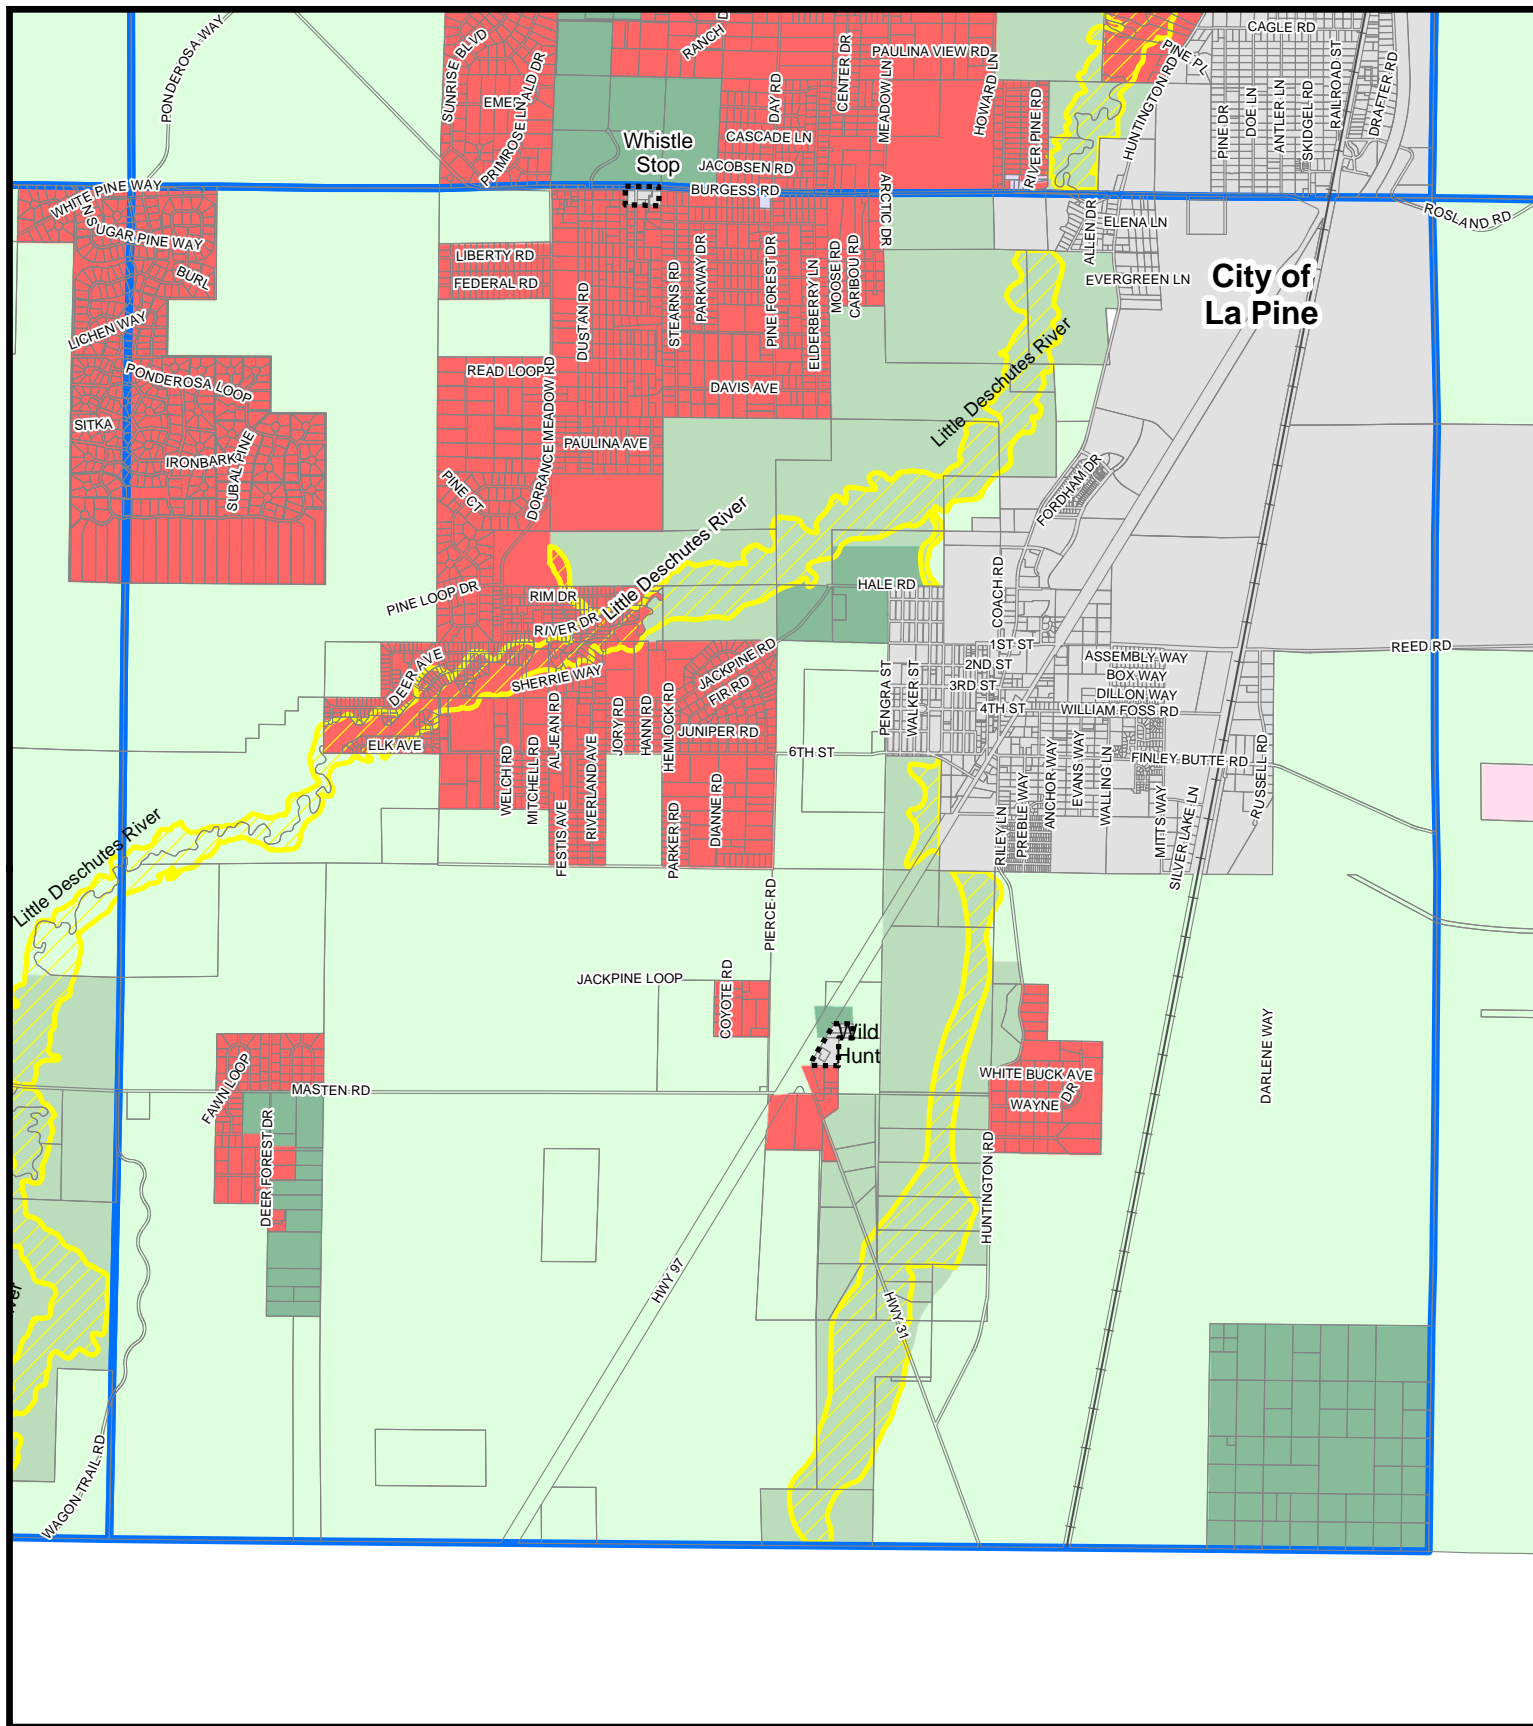 PONDEROSA WAY
SUNRISE BLVD
EMER
ALD DR
PRIMROSE LN
RANCH
D
DAY RD
CENTER DR
MEADOW LN
PAULINA VIEW RD
HOWARD LN
RIVER PINE RD
PINE PL
HUNTINGTON RD
CAGLE RD
PINE DR
DOE LN
ANTLER LN
SKIDGEL RD
RAILROAD ST
DRAFTER RD
Whistle
Stop
CASCADE LN
JACOBSEN RD
BURGESS RD
ARCTIC DR
ROSLAND RD
WHITE PINE WAY
SUGAR PINE WAY
BURL
LICHEN WAY
PONDEROSA LOOP
SITKA
IRONBARK
SUBALPINE
LIBERTY RD
FEDERAL RD
DUSTAN RD
STEARNS RD
PARKWAY DR
PINE FOREST DR
ELDERBERRY LN
MOOSE RD
CARIBOU RD
ALLEN DR
ELENA LN
EVERGREEN LN
City of
La Pine
READ LOOP
DORRANCE MEADOW RD
DAVIS AVE
PAULINA AVE
PINE CT
Little Deschutes River
FORDHAM DR
Little Deschutes River
PINE LOOP DR
RIM DR
RIVER DR
HALE RD
COACH RD
DEER AVE
SHERRIE WAY
JACKPINE RD
FIR RD
ELK AVE
WELCH RD
MITCHELL RD
AL JEAN RD
FESTIS AVE
RIVERLAND AVE
JORY RD
HANN RD
HEMLOCK RD
JUNIPER RD
PARKER RD
DIANNE RD
6TH ST
PENGRA ST
WALKER ST
1ST ST
2ND ST
3RD ST
4TH ST
ASSEMBLY WAY
BOX WAY
DILLON WAY
WILLIAM FOSS RD
REED RD
FINLEY BUTTE RD
RUSSELL RD
RILEY LN
PREBLE WAY
ANCHOR WAY
EVANS WAY
WALLING LN
MITTS WAY
SILVER LAKE LN
Little Deschutes River
PIERCE RD
JACKPINE LOOP
COYOTE RD
Wild
Hunt
FAWN LOOP
MASTEN RD
DEER FOREST DR
WHITE BUCK AVE
WAYNE DR
DARLENE WAY
HUNTINGTON RD
HWY 97
HWY 31
WAGON TRAIL RD